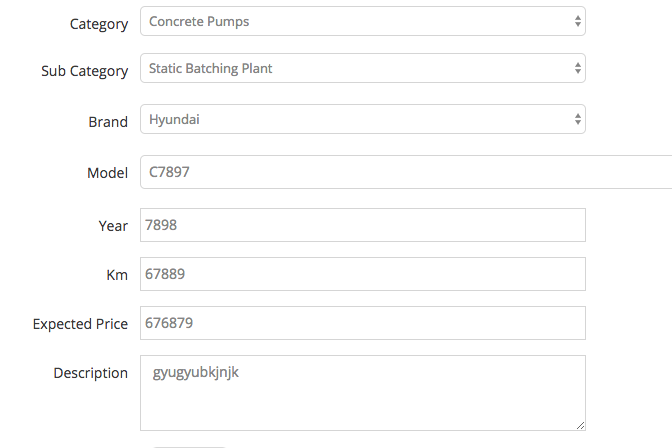 Category Concrete Pumps
Sub Category Static Batching Plant
Brand Hyundai
Model C7897
Year 7898
Km 67889
Expected Price 676879
Description gyugyubkjnjk